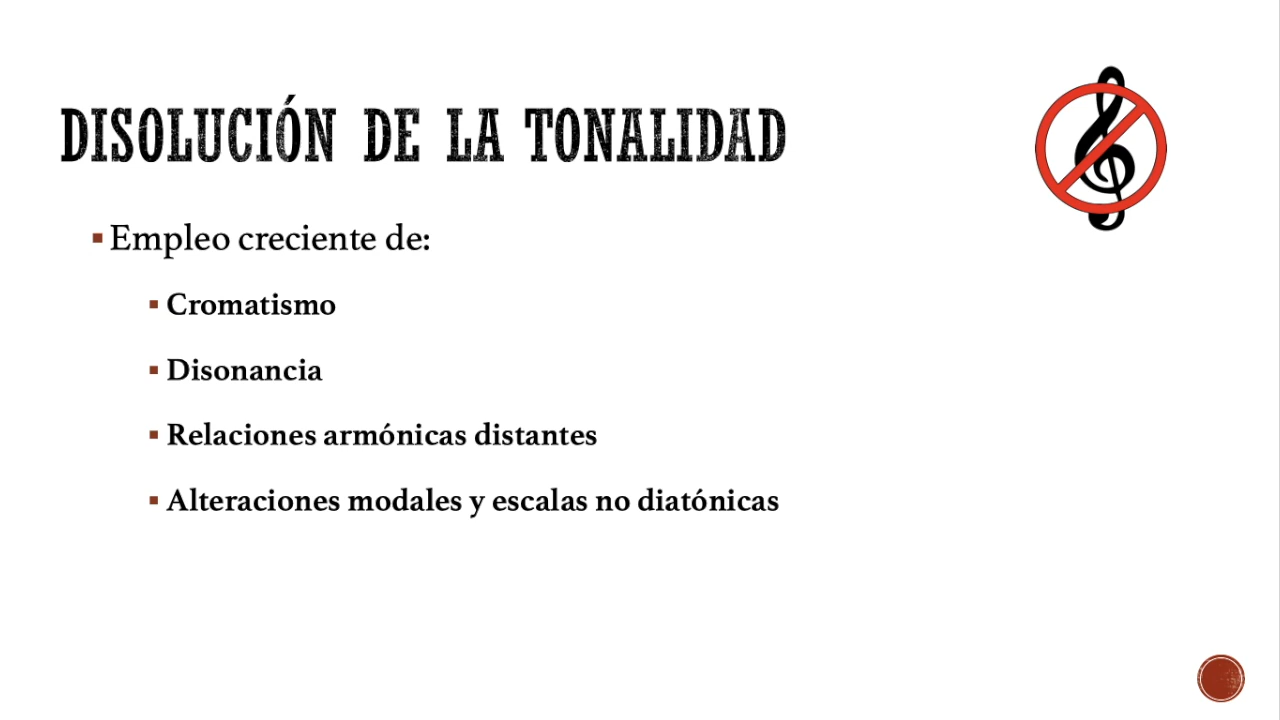 DISOLUCIÓN DE LA TONALIDAD
Empleo creciente de:
Cromatismo
Disonancia
Relaciones armónicas distantes
Alteraciones modales y escalas no diatónicas